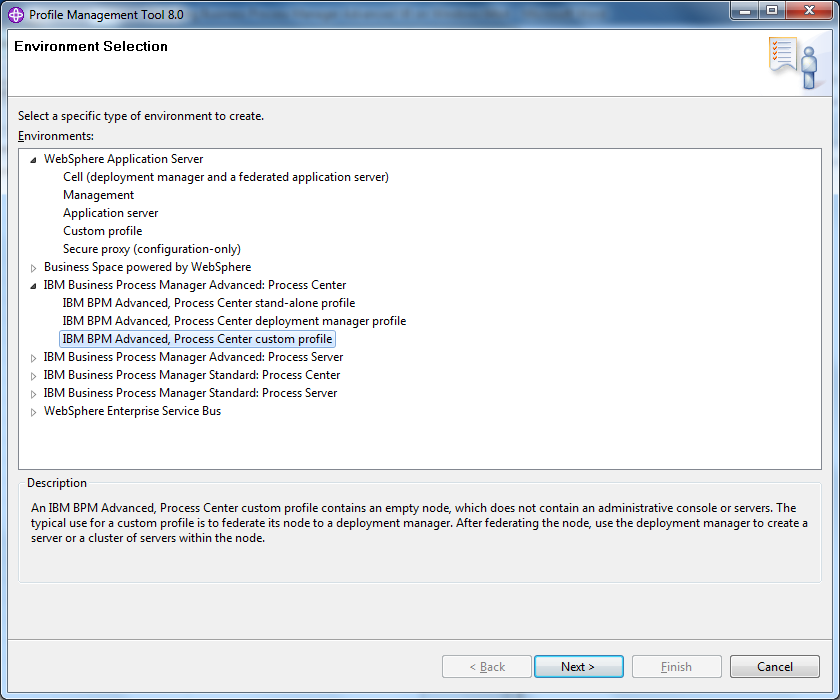 Profile Management Tool 8.0
Environment Selection
Select a specific type of environment to create.
Environments:
WebSphere Application Server
Cell (deployment manager and a federated application server)
Management
Application server
Custom profile
Secure proxy (configuration-only)
Business Space powered by WebSphere
IBM Business Process Manager Advanced: Process Center
IBM BPM Advanced, Process Center stand-alone profile
IBM BPM Advanced, Process Center deployment manager profile
IBM BPM Advanced, Process Center custom profile
IBM Business Process Manager Advanced: Process Server
IBM Business Process Manager Standard: Process Center
IBM Business Process Manager Standard: Process Server
WebSphere Enterprise Service Bus
Description
An IBM BPM Advanced, Process Center custom profile contains an empty node, which does not contain an administrative console or servers. The
typical use for a custom profile is to federate its node to a deployment manager. After federating the node, use the deployment manager to create a
server or a cluster of servers within the node.
< Back
Next >
Finish
Cancel